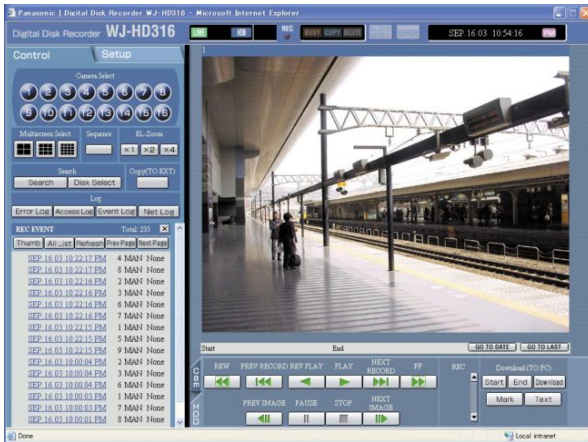 Panasonic | Digital Disk Recorder WJ-HD316 - Microsoft Internet Explorer
Digital Disk Recorder WJ-HD316
LIVE
REC
BUSY COPY DELETE
ERROR
SEP 16.03 10:54:16
Control
Setup
1
Camera Select
1 2 3 4 5 6 7 8
9 10 11 12 13 14 15 16
Multiscreen Select
Sequence
EL-Zoom
×1 ×2 ×4
Search
Copy(TO EXT)
Search
Disk Select
Log
Error Log
Access Log
Event Log
Net Log
REC EVENT
Total: 233
Thumb
All List
Refresh
Prev Page
Next Page
SEP.16.03 10:22:17 PM 4 MAN None
SEP.16.03 10:22:17 PM 8 MAN None
SEP.16.03 10:22:16 PM 2 MAN None
SEP.16.03 10:22:16 PM 3 MAN None
SEP.16.03 10:22:16 PM 6 MAN None
SEP.16.03 10:22:16 PM 7 MAN None
SEP.16.03 10:22:15 PM 1 MAN None
SEP.16.03 10:22:15 PM 5 MAN None
SEP.16.03 10:22:15 PM 9 MAN None
SEP.16.03 10:00:04 PM 2 MAN None
SEP.16.03 10:00:04 PM 3 MAN None
SEP.16.03 10:00:04 PM 6 MAN None
SEP.16.03 10:00:03 PM 1 MAN None
SEP.16.03 10:00:03 PM 7 MAN None
SEP.16.03 10:00:01 PM 8 MAN None
Start
End
GO TO DATE
GO TO LAST
Cam
HDD
REW
PREV RECORD
REV PLAY
PLAY
NEXT RECORD
FF
PREV IMAGE
PAUSE
STOP
NEXT IMAGE
REC
Download (TO PC)
Start
End
Download
Mark
Text
Done
Local intranet